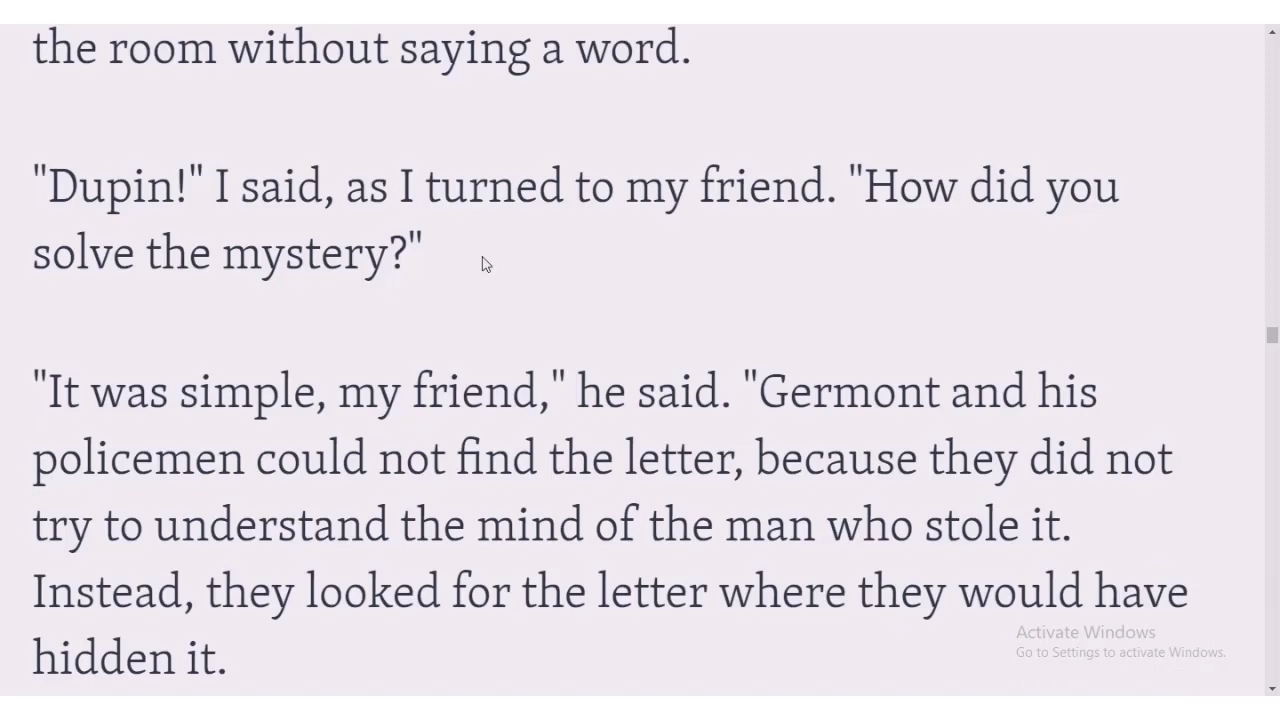 the room without saying a word.
"Dupin!" I said, as I turned to my friend. "How did you
solve the mystery?"
"It was simple, my friend," he said. "Germont and his
policemen could not find the letter, because they did not
try to understand the mind of the man who stole it.
Instead, they looked for the letter where they would have
hidden it.
Activate Windows
Go to Settings to activate Windows.